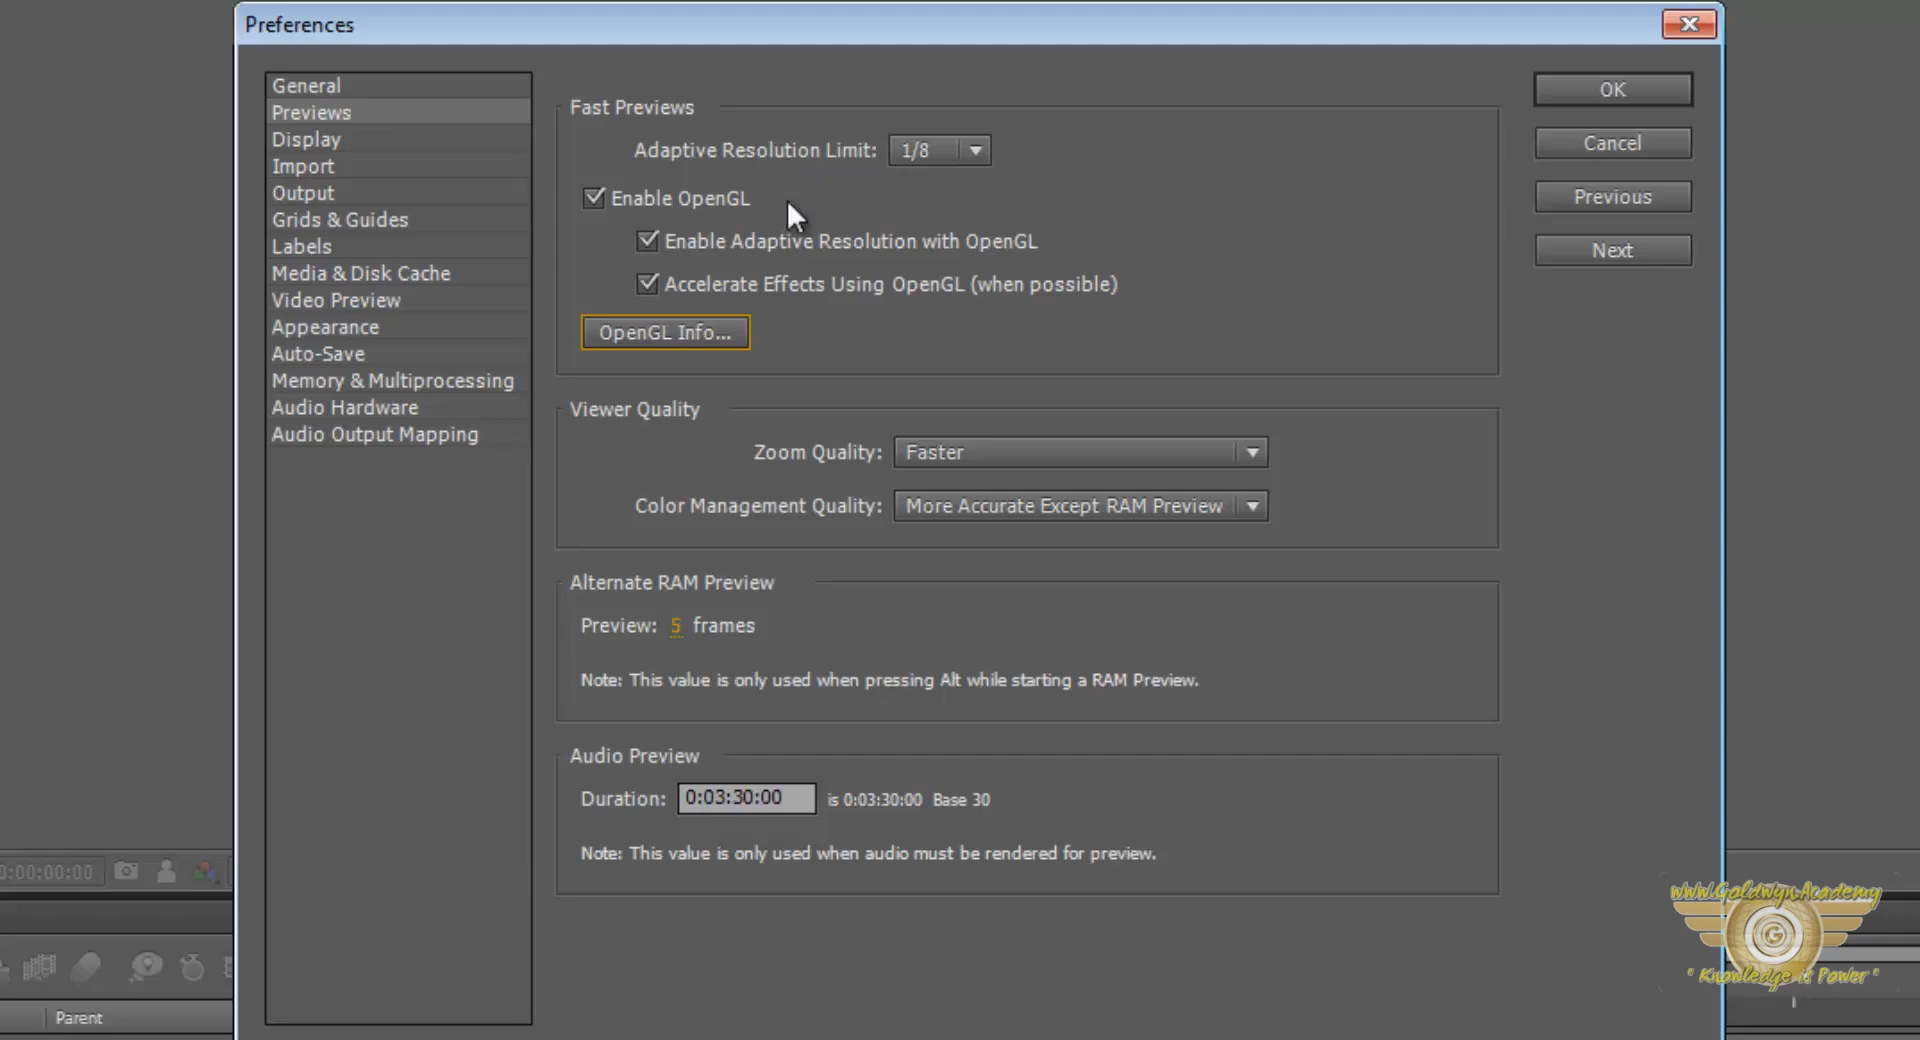 Preferences
General
Previews
Display
Import
Output
Grids & Guides
Labels
Media & Disk Cache
Video Preview
Appearance
Auto-Save
Memory & Multiprocessing
Audio Hardware
Audio Output Mapping
Fast Previews
Adaptive Resolution Limit: 1/8
Enable OpenGL
Enable Adaptive Resolution with OpenGL
Accelerate Effects Using OpenGL (when possible)
OpenGL Info...
Viewer Quality
Zoom Quality: Faster
Color Management Quality: More Accurate Except RAM Preview
Alternate RAM Preview
Preview: 5 frames
Note: This value is only used when pressing Alt while starting a RAM Preview.
Audio Preview
Duration: 0:03:30:00 is 0:03:30:00 Base 30
Note: This value is only used when audio must be rendered for preview.
OK
Cancel
Previous
Next
0:00:00:00
Parent
www.GoldwynAcademy
G
" Knowledge is Power "